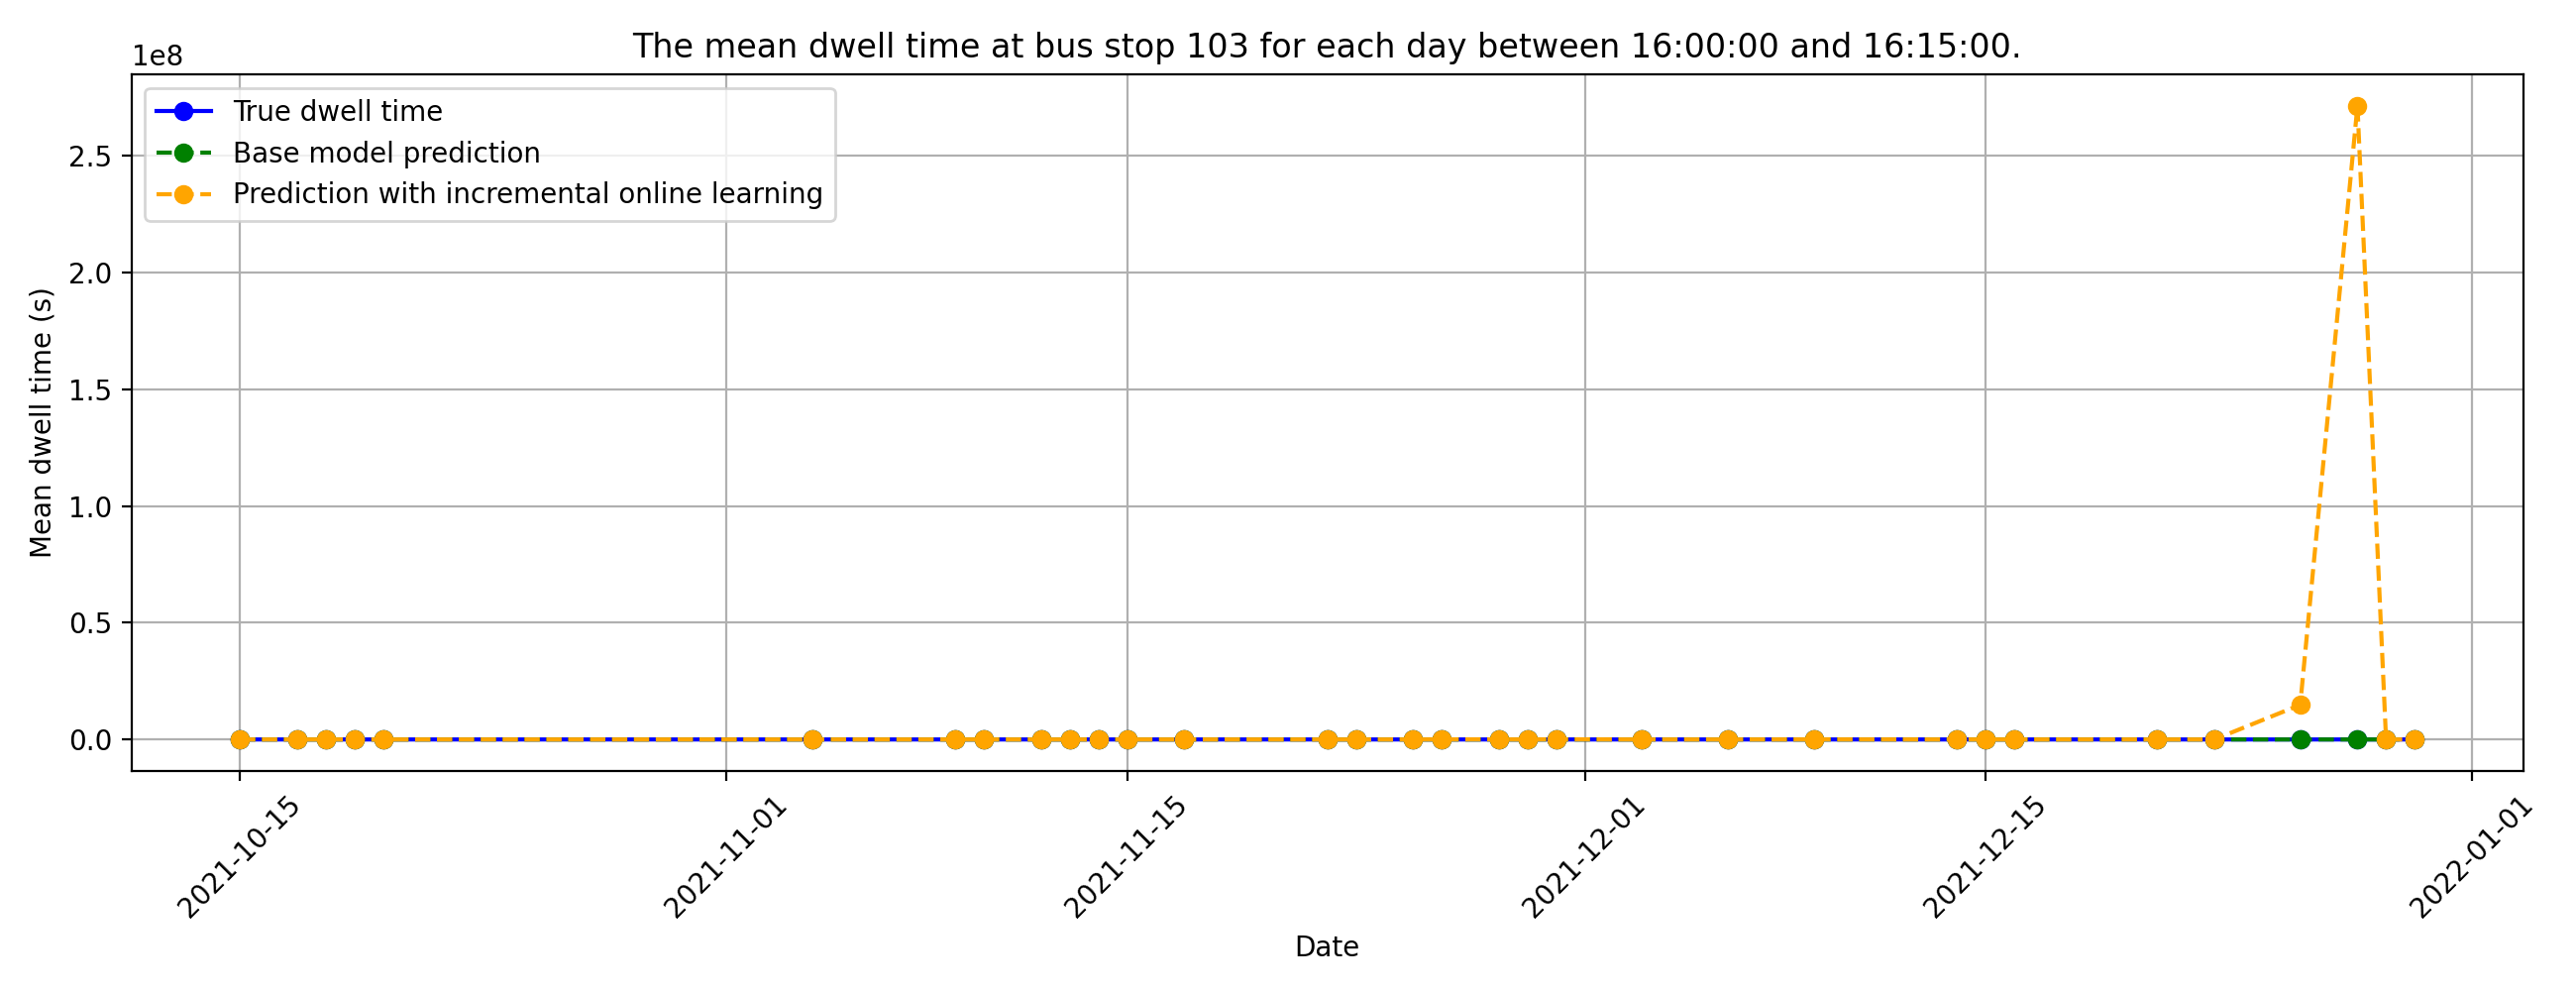 The mean dwell time at bus stop 103 for each day between 16:00:00 and 16:15:00.
1e8
True dwell time
Base model prediction
Prediction with incremental online learning
2.5
2.0
1.5
1.0
0.5
0.0
Mean dwell time (s)
2021-10-15
2021-11-01
2021-11-15
2021-12-01
2021-12-15
2022-01-01
Date